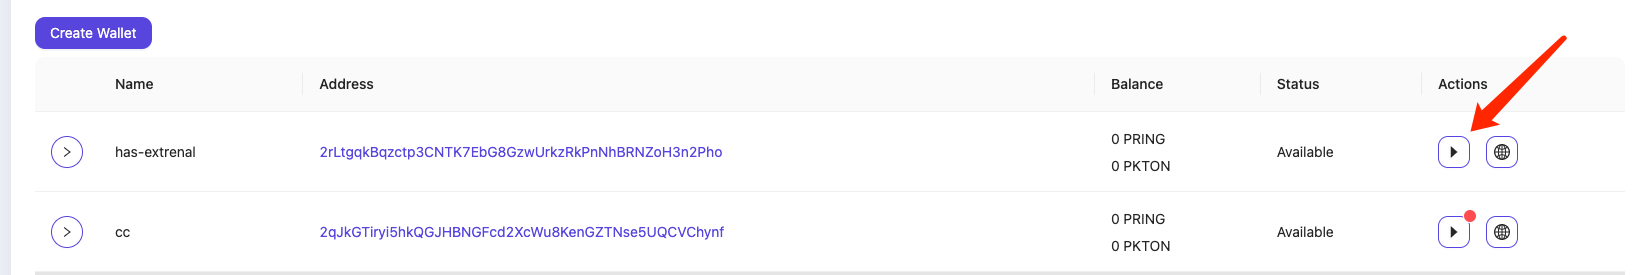 Create Wallet
Name Address Balance Status Actions
has-extrenal 2rLtgqkBqzctp3CNTK7EbG8GzwUrkzRkPnNhBRNZoH3n2Pho 0 PRING Available
0 PKTON
cc 2qJkGTiryi5hkQGJHBNGFcd2XcWu8KenGZTNse5UQCVChynf 0 PRING Available
0 PKTON